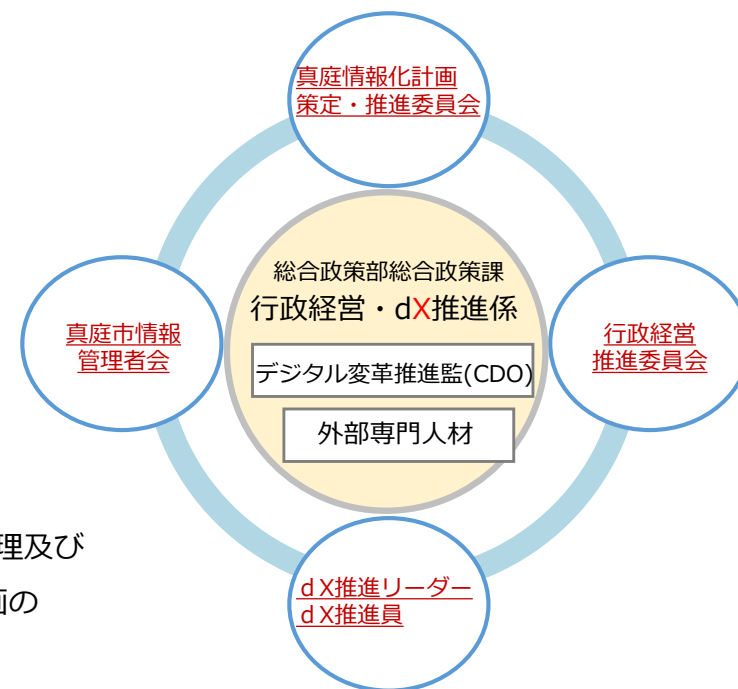 真庭情報化計画
策定・推進委員会
総合政策部総合政策課
行政経営・dX推進係
デジタル変革推進監(CDO)
外部専門人材
真庭市情報
管理者会
行政経営
推進委員会
ｄX推進リーダー
ｄX推進員
理及び
画の